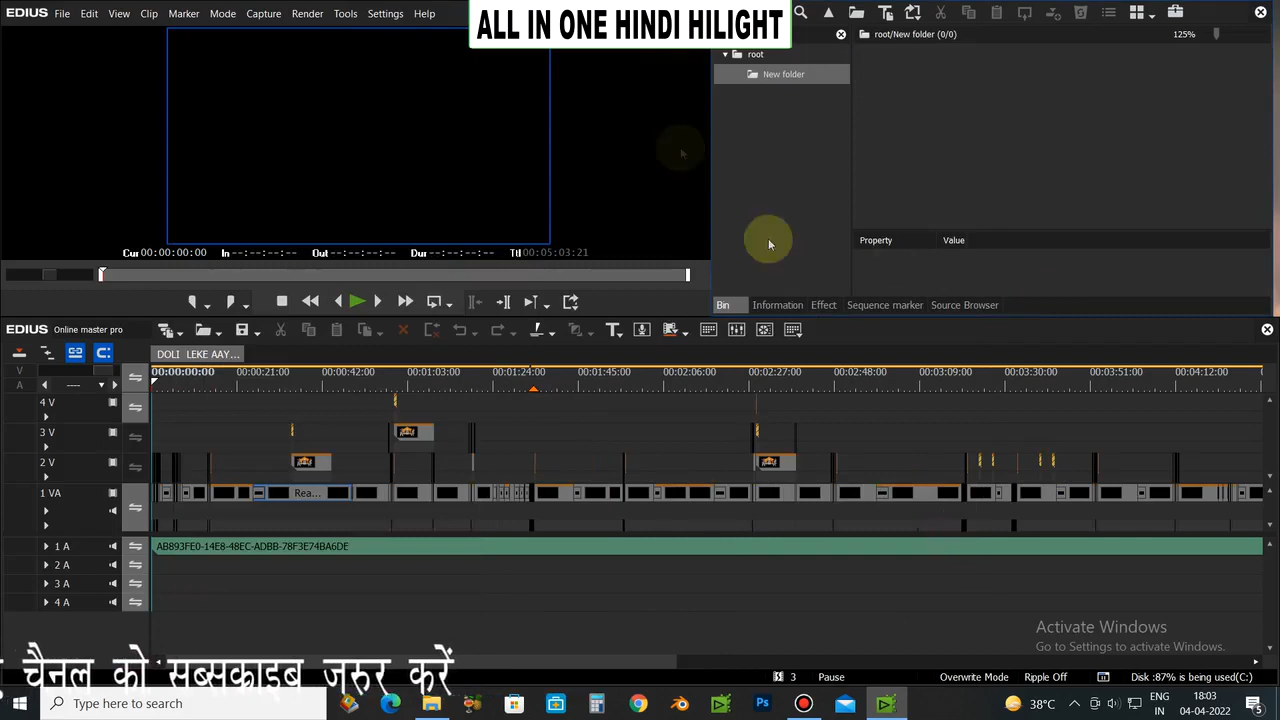 EDIUS File Edit View Clip Marker Mode Capture Render Tools Settings Help
ALL IN ONE HINDI HILIGHT
root/New folder (0/0) 125%
root
New folder
Cur 00:00:00:00 In --:--:--:-- Out --:--:--:-- Dur --:--:--:-- Ttl 00:05:03:21
Property Value
Bin Information Effect Sequence marker Source Browser
EDIUS Online master pro
DOLI LEKE AAY...
V
00:00:00:00 00:00:21:00 00:00:42:00 00:01:03:00 00:01:24:00 00:01:45:00 00:02:06:00 00:02:27:00 00:02:48:00 00:03:09:00 00:03:30:00 00:03:51:00 00:04:12:00
A ----
4 V
3 V
2 V
1 VA Rea...
1 A AB893FE0-14E8-48EC-ADBB-78F3E74BA6DE
2 A
3 A
4 A
Activate Windows
Go to Settings to activate Windows.
चैनल को सब्सक्राइब जरुर करें
3 Pause Overwrite Mode Ripple Off Disk :87% is being used(C:)
Type here to search
38°C ENG IN 18:03 04-04-2022